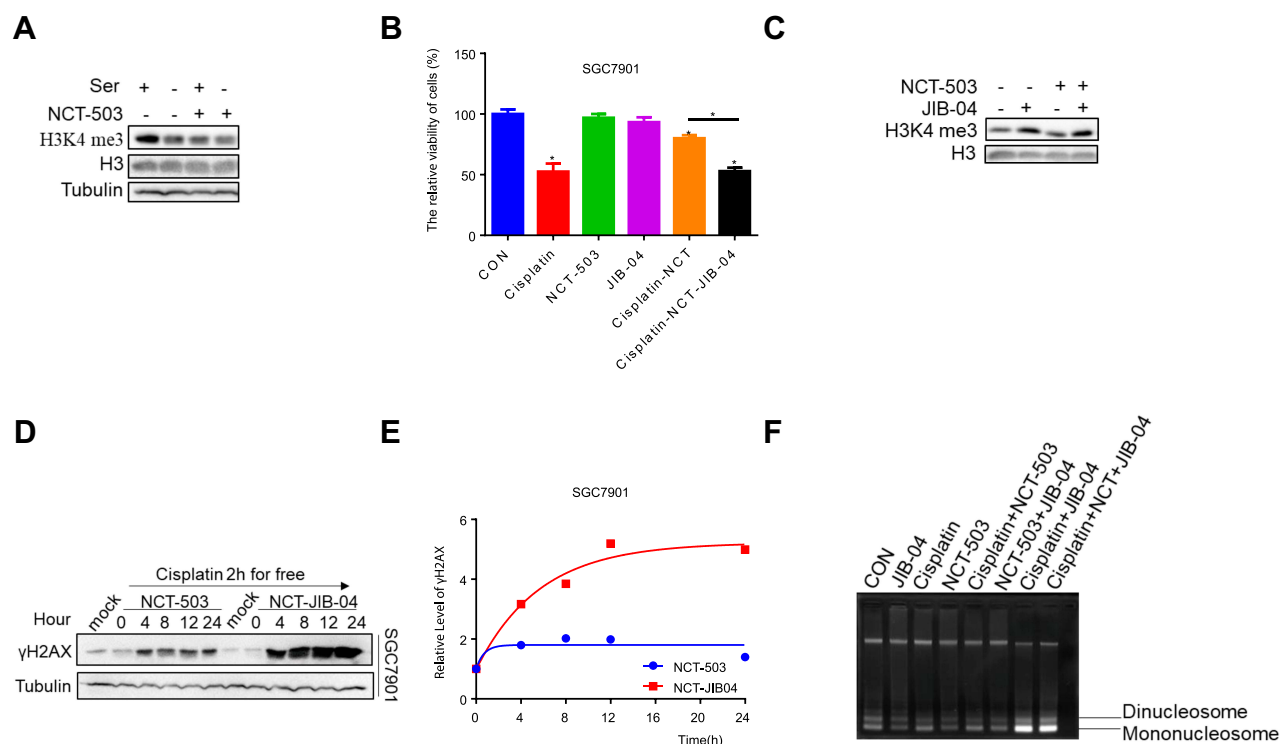 A
Ser + - + -
NCT-503 - - + +
H3K4 me3
H3
Tubulin
B
SGC7901
The relative viability of cells (%)
150
100
50
0
*
*
*
*
CON
Cisplatin
NCT-503
JIB-04
Cisplatin-NCT
Cisplatin-NCT-JIB-04
C
NCT-503 - - + +
JIB-04 - + - +
H3K4 me3
H3
D
Cisplatin 2h for free
NCT-503 NCT-JIB-04
Hour mock 0 4 8 12 24 mock 0 4 8 12 24
γH2AX
Tubulin
SGC7901
E
SGC7901
Relative Level of γH2AX
6
4
2
0
0 4 8 12 16 20 24
Time(h)
NCT-503
NCT-JIB04
F
CON
JIB-04
Cisplatin
NCT-503
Cisplatin+NCT-503
NCT-503+JIB-04
Cisplatin+JIB-04
Cisplatin+NCT+JIB-04
Dinucleosome
Mononucleosome